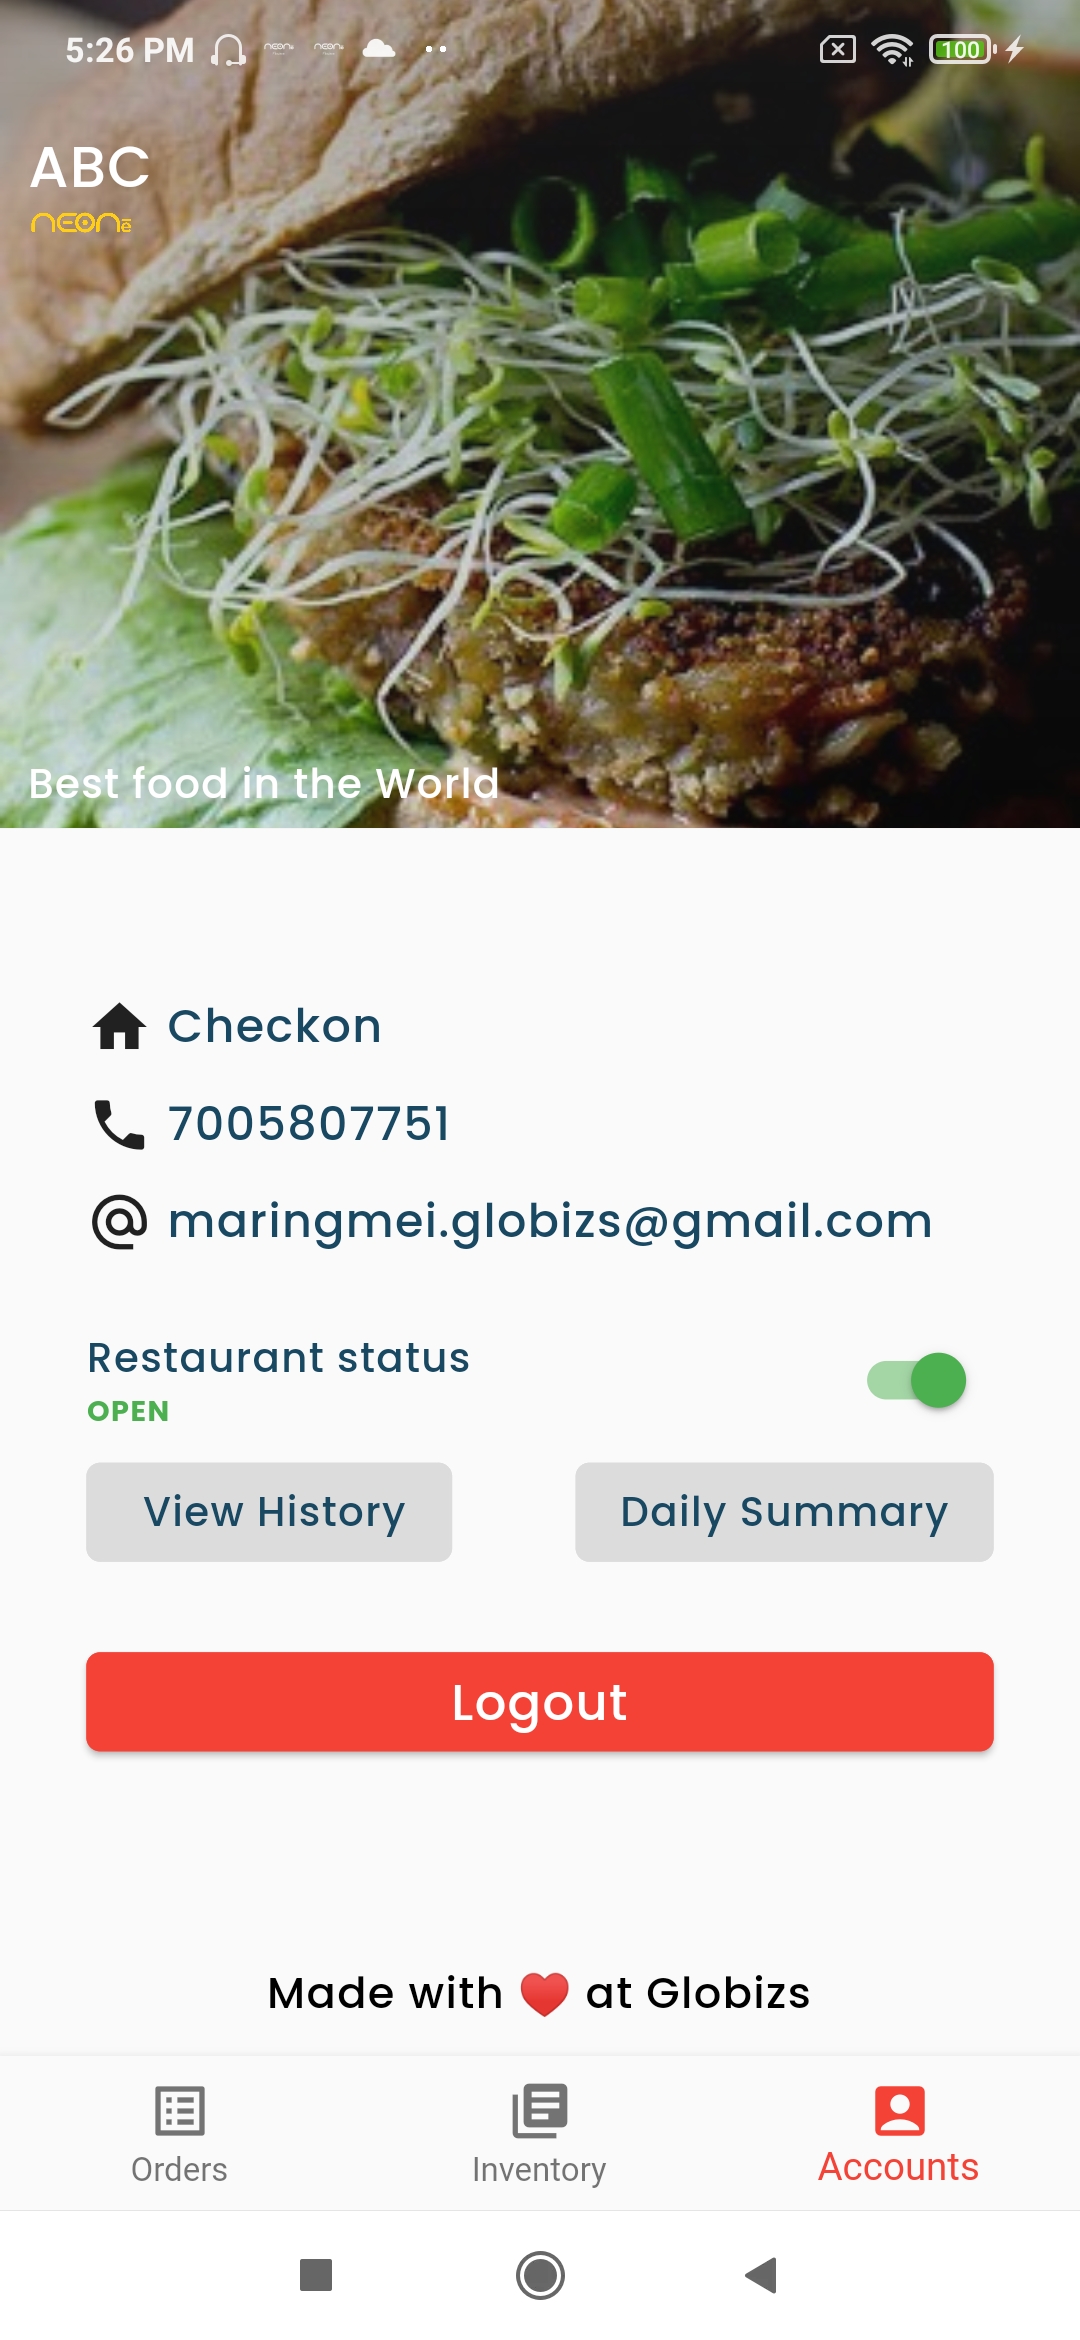 5:26 PM
100
ABC
neone
Best food in the World
Checkon
7005807751
maringmei.globizs@gmail.com
Restaurant status
OPEN
View History
Daily Summary
Logout
Made with ❤️ at Globizs
Orders
Inventory
Accounts